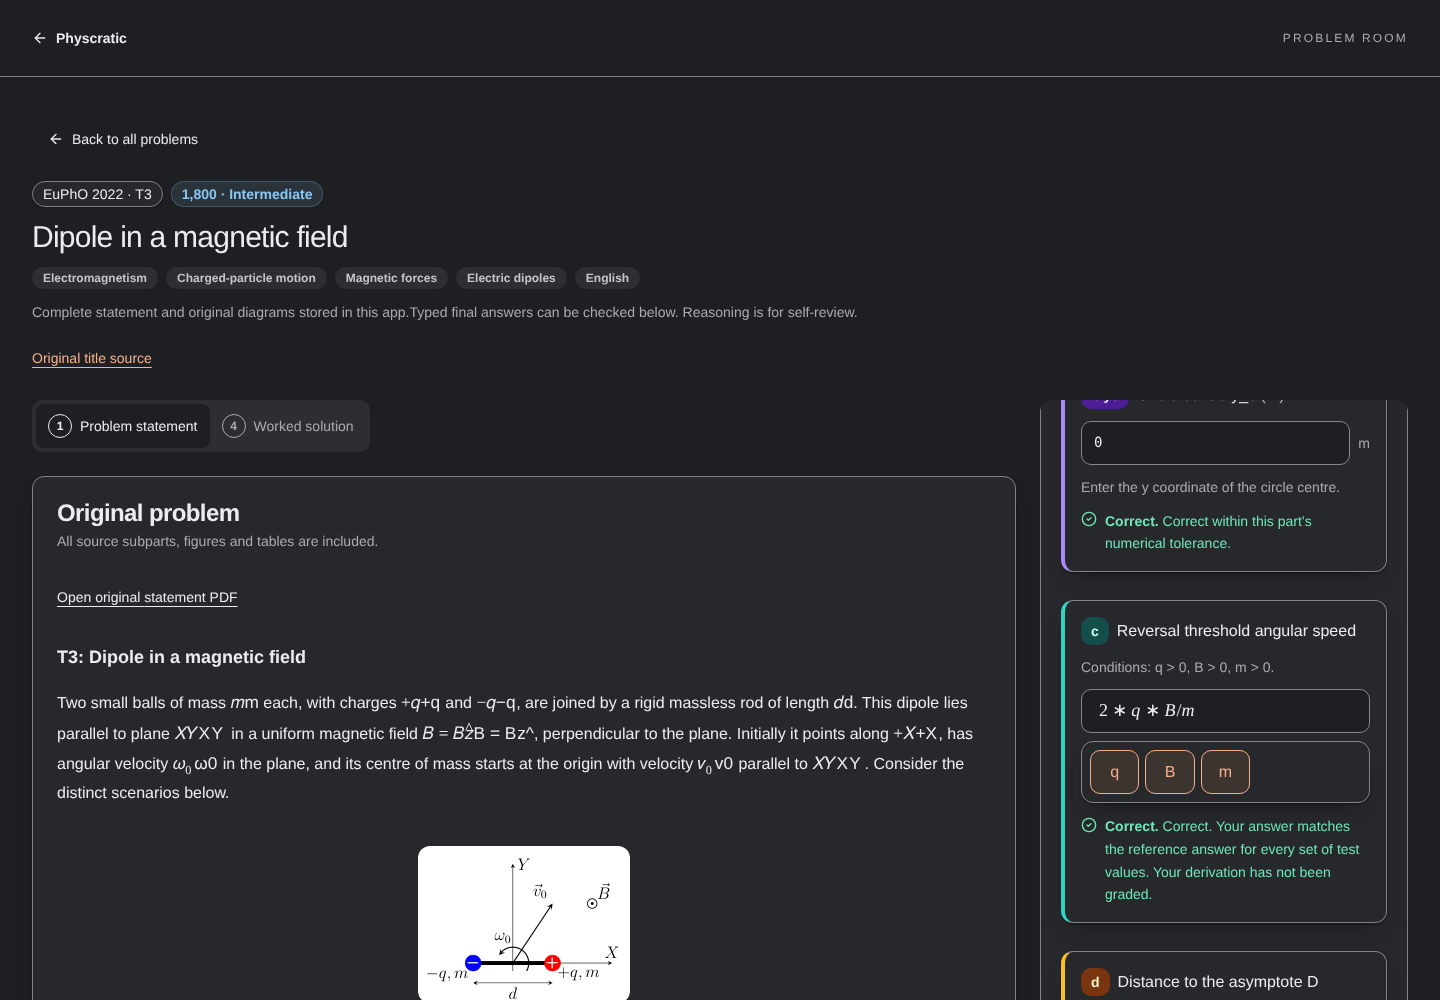 Physcratic
PROBLEM ROOM
Back to all problems
EuPhO 2022 · T3
1,800 · Intermediate
Dipole in a magnetic field
Electromagnetism
Charged-particle motion
Magnetic forces
Electric dipoles
English
Complete statement and original diagrams stored in this app.Typed final answers can be checked below. Reasoning is for self-review.
Original title source
1 Problem statement
4 Worked solution
Original problem
All source subparts, figures and tables are included.
Open original statement PDF
T3: Dipole in a magnetic field
Two small balls of mass mm each, with charges +q+q and −q−q, are joined by a rigid massless rod of length dd. This dipole lies
parallel to plane XYXY in a uniform magnetic field B = Bẑ B = Bz^, perpendicular to the plane. Initially it points along +X+X, has
angular velocity ω₀ω0 in the plane, and its centre of mass starts at the origin with velocity v₀v0 parallel to XYXY . Consider the
distinct scenarios below.
Y
v⃗₀
B⃗
ω₀
X
−q, m
+q, m
d
0
m
Enter the y coordinate of the circle centre.
Correct. Correct within this part's
numerical tolerance.
c Reversal threshold angular speed
Conditions: q > 0, B > 0, m > 0.
2 ∗ q ∗ B/m
q B m
Correct. Correct. Your answer matches
the reference answer for every set of test
values. Your derivation has not been
graded.
d Distance to the asymptote D